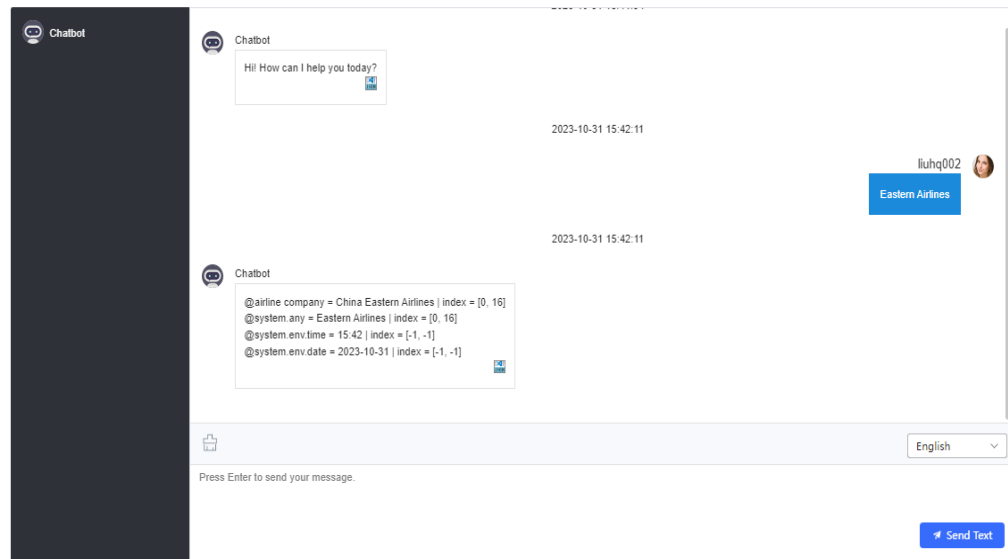 Chatbot
Chatbot
Hi! How can I help you today?
2023-10-31 15:42:11
liuhq002
Eastern Airlines
2023-10-31 15:42:11
Chatbot
@airline company = China Eastern Airlines | index = [0, 16]
@system.any = Eastern Airlines | index = [0, 16]
@system.env.time = 15:42 | index = [-1, -1]
@system.env.date = 2023-10-31 | index = [-1, -1]
English
Press Enter to send your message.
Send Text